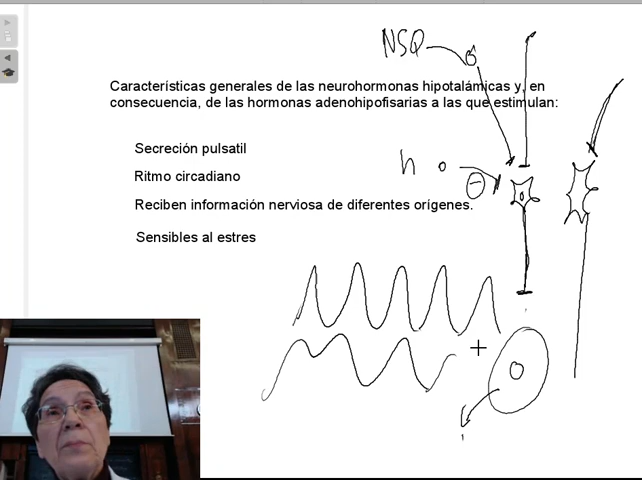 NSQ
Características generales de las neurohormonas hipotalámicas y, en
consecuencia, de las hormonas adenohipofisarias a las que estimulan:
Secreción pulsatil
h
Ritmo circadiano
Reciben información nerviosa de diferentes orígenes.
Sensibles al estres
+